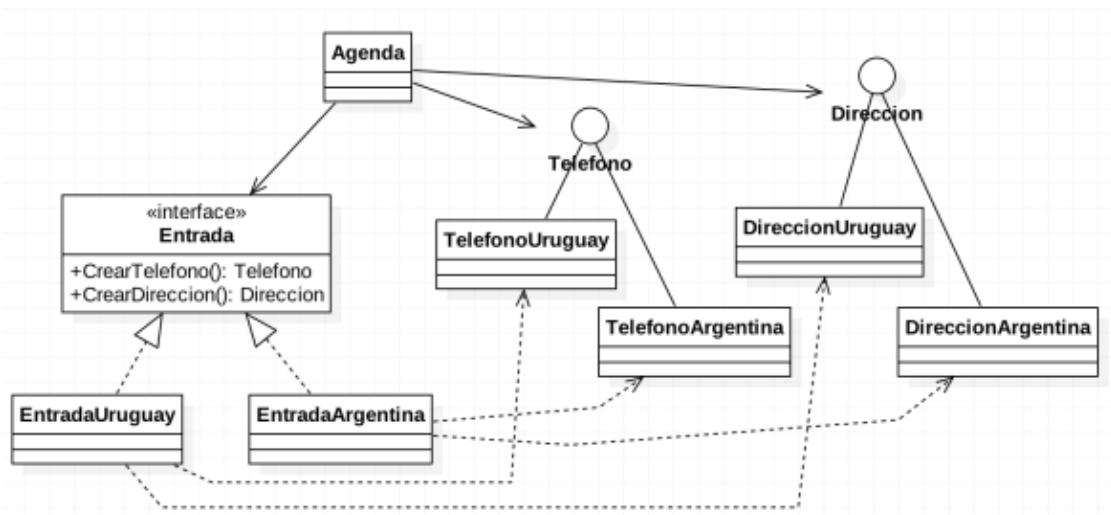 Agenda
Direccion
Telefono
«interface»
Entrada
+CrearTelefono(): Telefono
+CrearDireccion(): Direccion
TelefonoUruguay
DireccionUruguay
TelefonoArgentina
DireccionArgentina
EntradaUruguay
EntradaArgentina